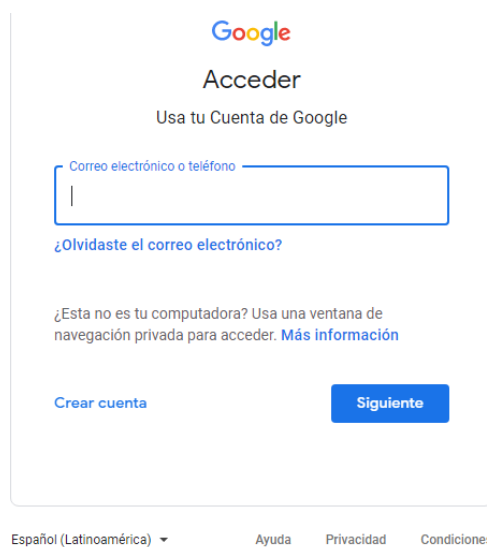 Google
Acceder
Usa tu Cuenta de Google
Correo electrónico o teléfono
¿Olvidaste el correo electrónico?
¿Esta no es tu computadora? Usa una ventana de
navegación privada para acceder. Más información
Crear cuenta
Siguiente
Español (Latinoamérica)
Ayuda
Privacidad
Condiciones